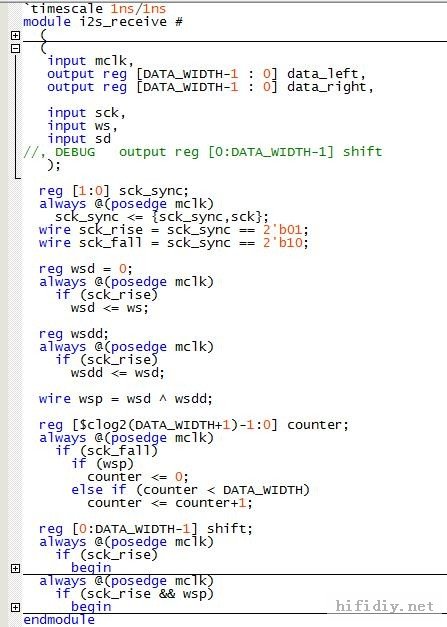 `timescale 1ns/1ns
module i2s_receive #
(
(
input mclk,
output reg [DATA_WIDTH-1 : 0] data_left,
output reg [DATA_WIDTH-1 : 0] data_right,
input sck,
input ws,
input sd
//, DEBUG   output reg [0:DATA_WIDTH-1] shift
);
reg [1:0] sck_sync;
always @(posedge mclk)
sck_sync <= {sck_sync,sck};
wire sck_rise = sck_sync == 2'b01;
wire sck_fall = sck_sync == 2'b10;
reg wsd = 0;
always @(posedge mclk)
if (sck_rise)
wsd <= ws;
reg wsdd;
always @(posedge mclk)
if (sck_rise)
wsdd <= wsd;
wire wsp = wsd ^ wsdd;
reg [$clog2(DATA_WIDTH+1)-1:0] counter;
always @(posedge mclk)
if (sck_fall)
if (wsp)
counter <= 0;
else if (counter < DATA_WIDTH)
counter <= counter+1;
reg [0:DATA_WIDTH-1] shift;
always @(posedge mclk)
if (sck_rise)
begin
always @(posedge mclk)
if (sck_rise && wsp)
begin
endmodule
hifidiy.net